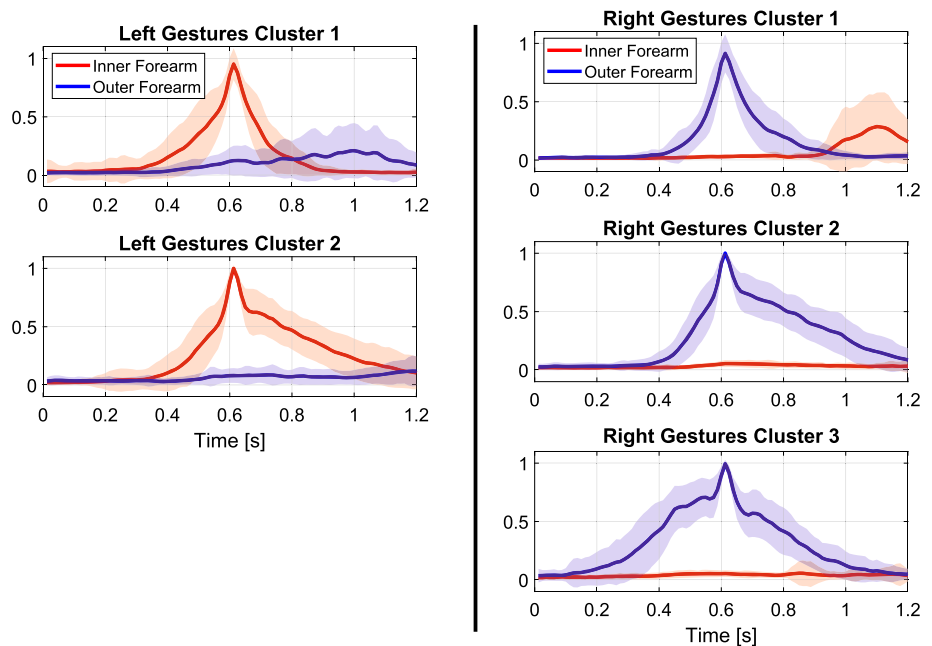 Left Gestures Cluster 1
Inner Forearm
Outer Forearm
1
0.5
0
0 0.2 0.4 0.6 0.8 1 1.2
Left Gestures Cluster 2
1
0.5
0
0 0.2 0.4 0.6 0.8 1 1.2
Time [s]
Right Gestures Cluster 1
Inner Forearm
Outer Forearm
1
0.5
0
0 0.2 0.4 0.6 0.8 1 1.2
Right Gestures Cluster 2
1
0.5
0
0 0.2 0.4 0.6 0.8 1 1.2
Right Gestures Cluster 3
1
0.5
0
0 0.2 0.4 0.6 0.8 1 1.2
Time [s]